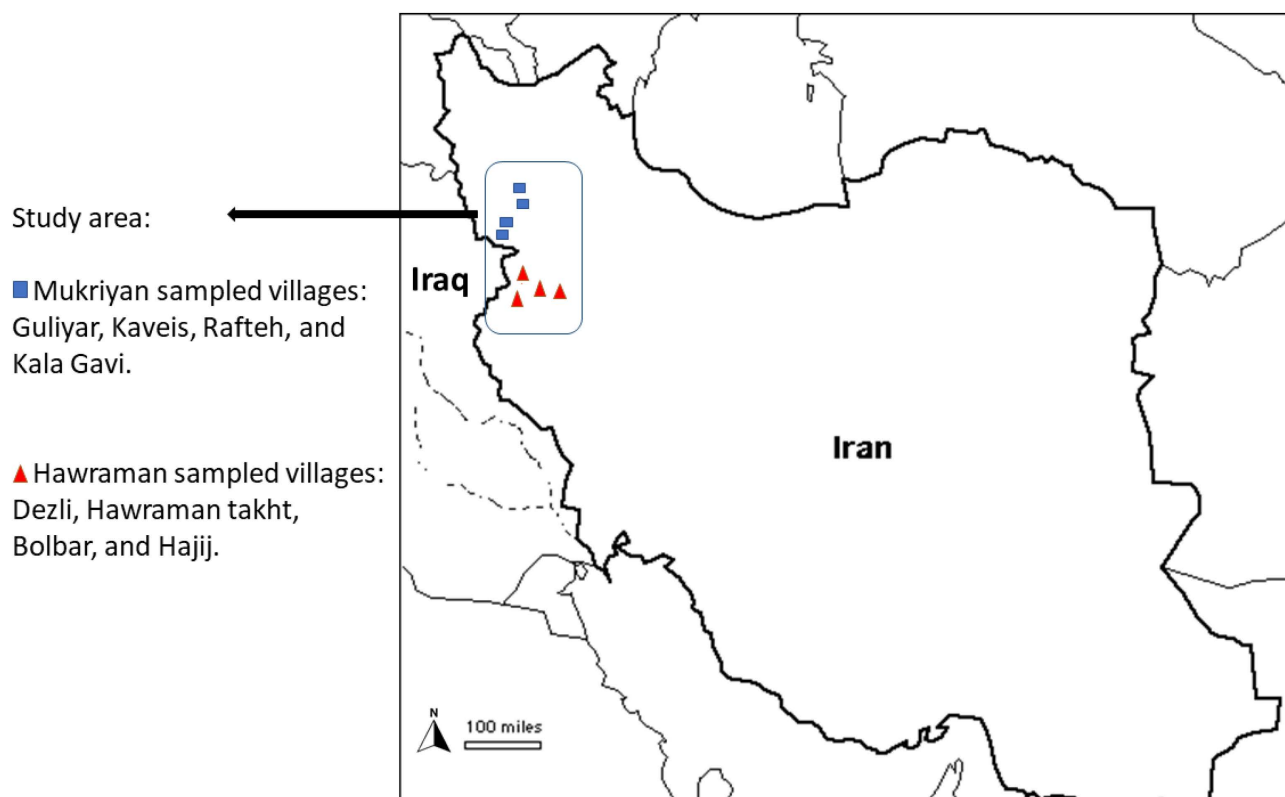 Study area:
Mukriyan sampled villages:
Guliyar, Kaveis, Rafteh, and
Kala Gavi.
Hawraman sampled villages:
Dezli, Hawraman takht,
Bolbar, and Hajij.
Iraq
Iran
N
100 miles